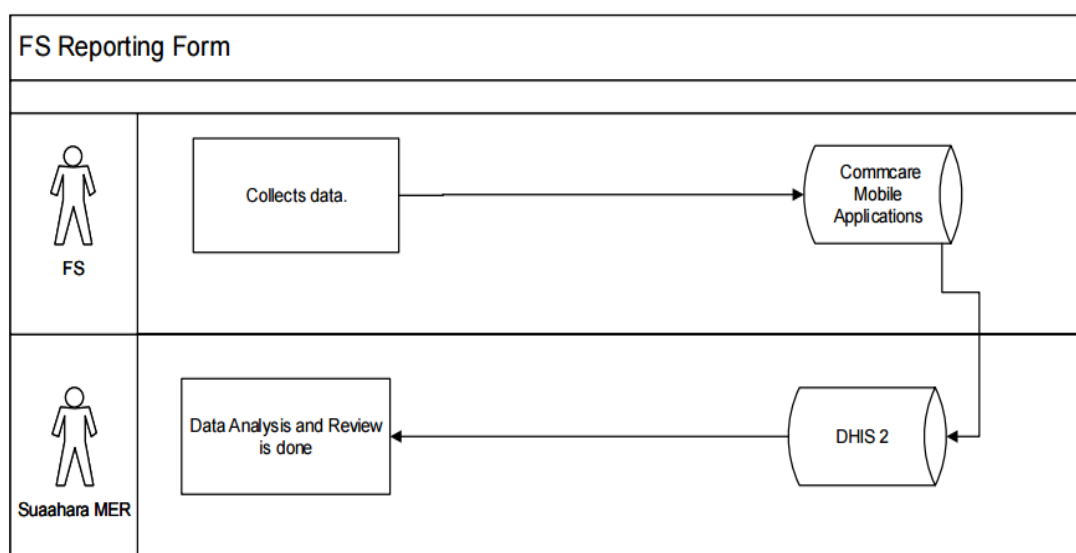 FS Reporting Form
Collects data.
Commcare
Mobile
Applications
FS
Data Analysis and Review
is done
DHIS 2
Suaahara MER